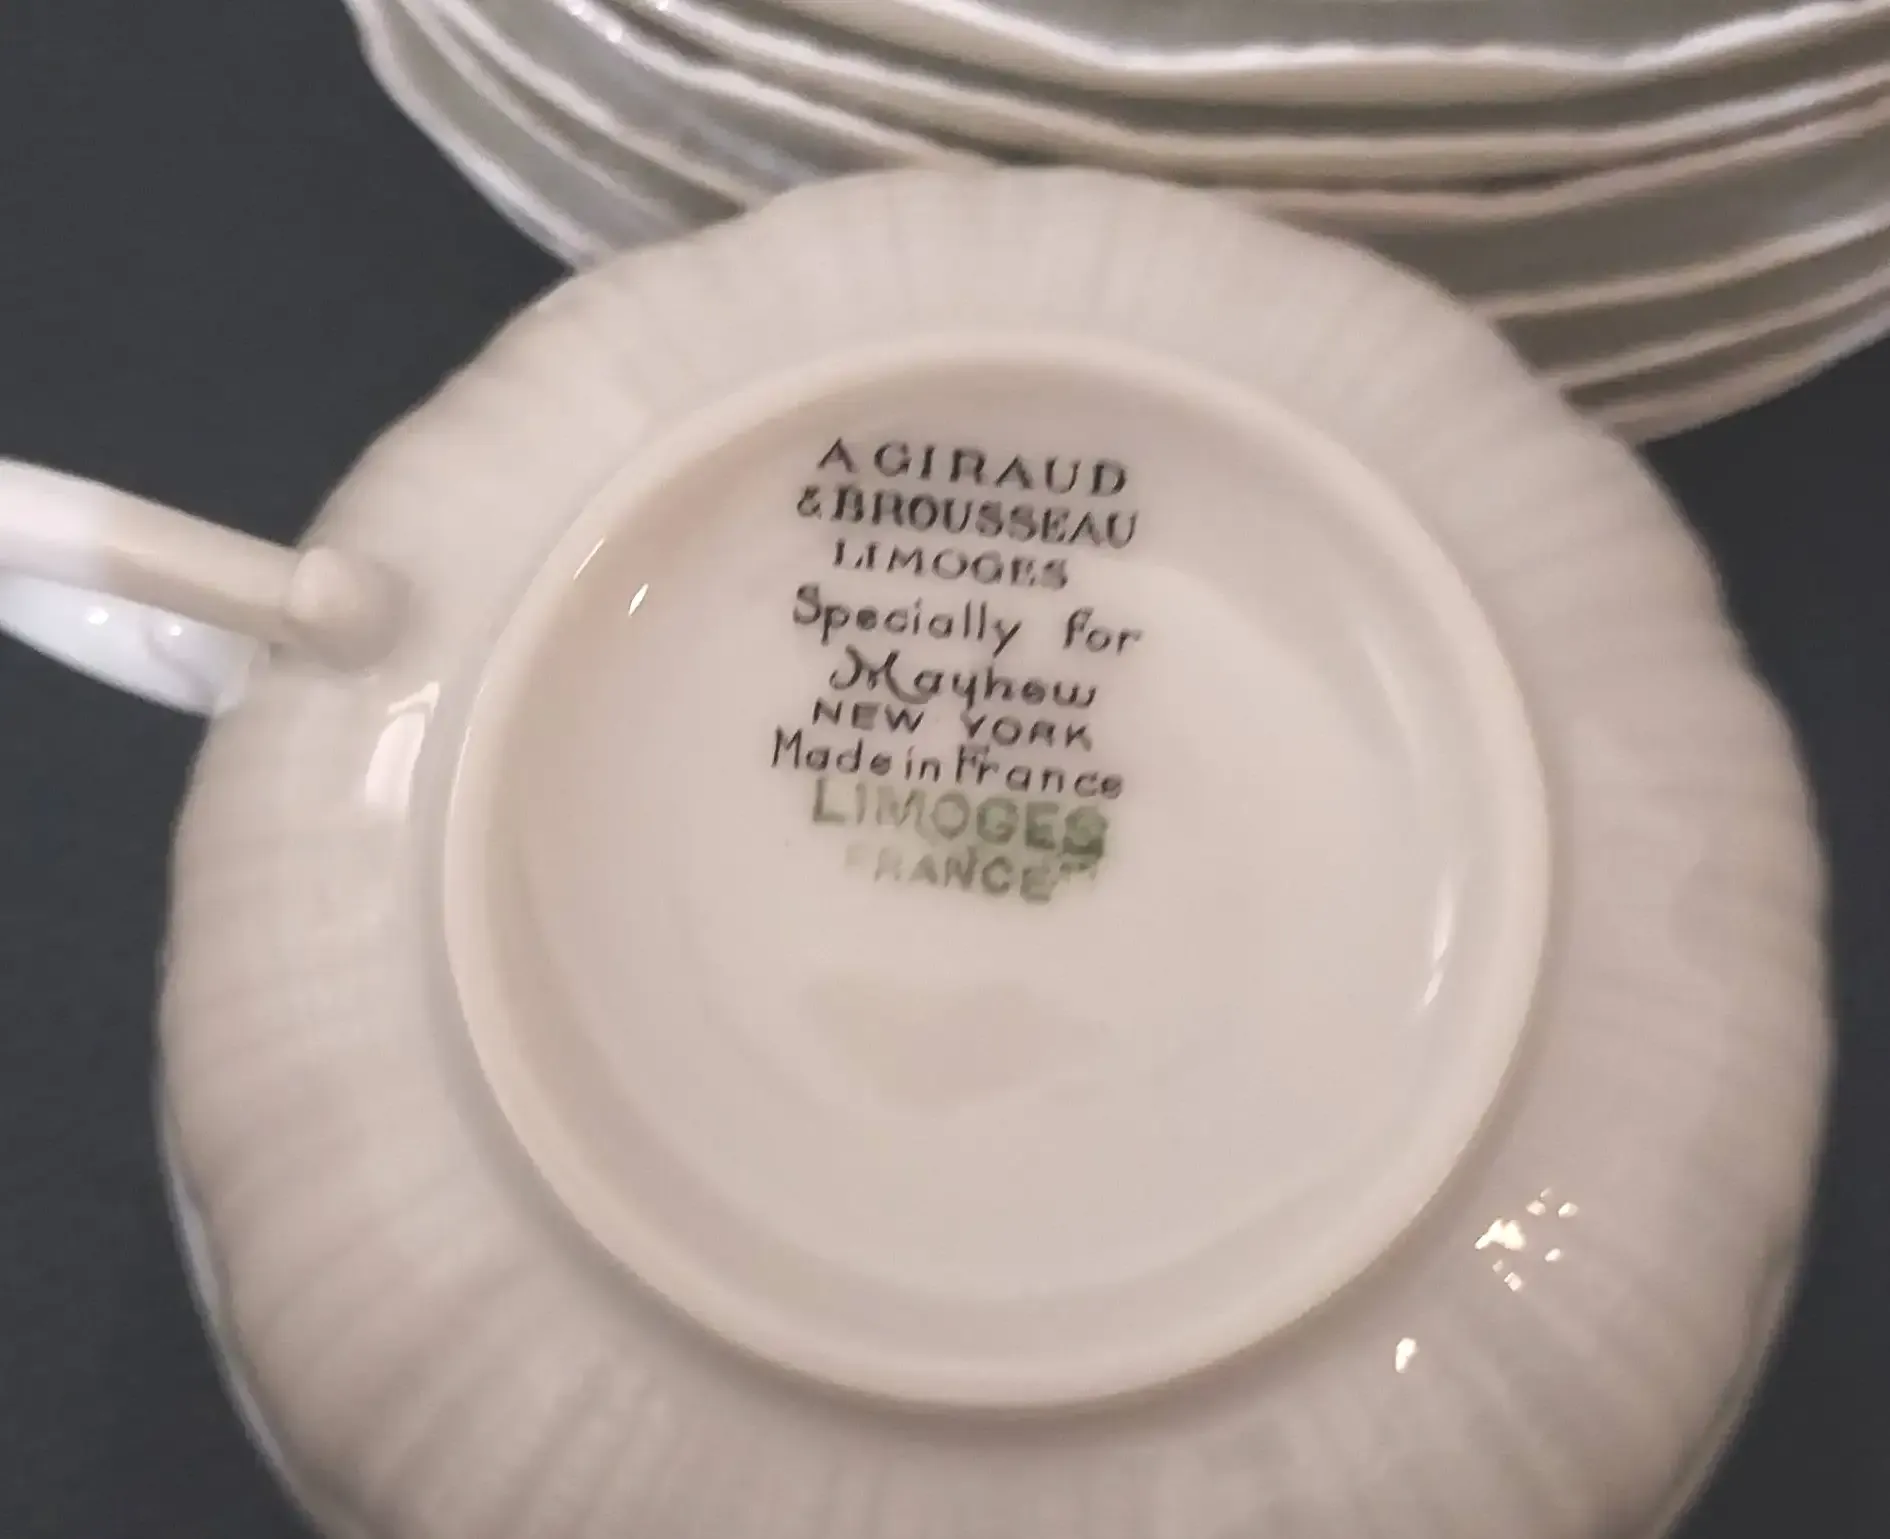 A GIRAUD
& BROUSSEAU
LIMOGES
Specially for
Mayhew
NEW YORK
Made in France
LIMOGES
FRANCE